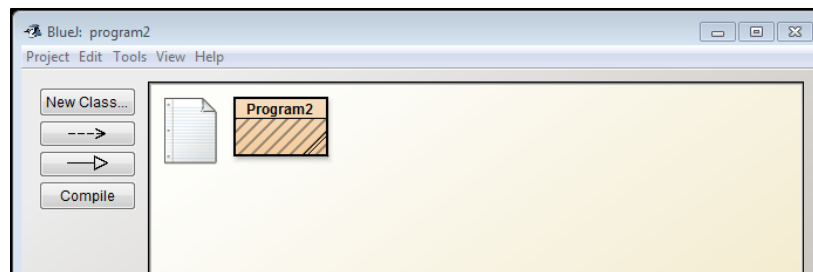 BlueJ: program2
Project Edit Tools View Help
New Class...
Program2
Compile